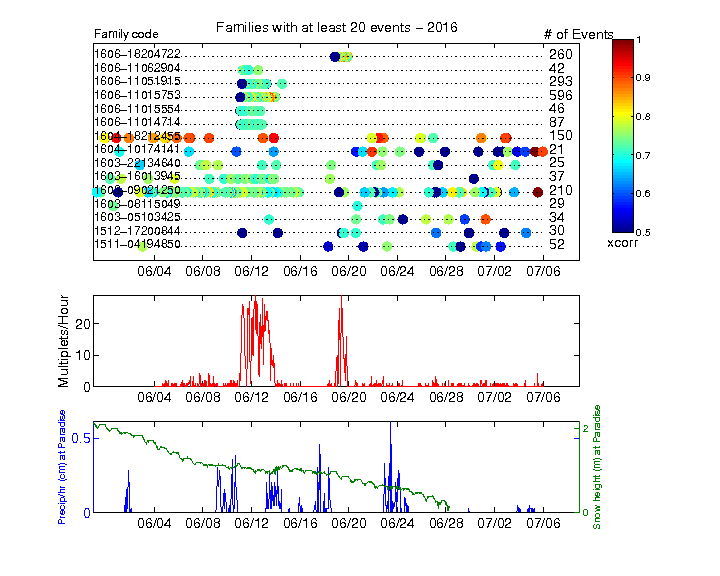 Families with at least 20 events – 2016
Family code
# of Events
1606–18204722 260
1606–11062904 42
1606–11051915 293
1606–11015753 596
1606–11015554 46
1606–11014714 87
150
1603–10174141 21
1603–22134640 25
1603–16013945 37
1603–09021250 210
1603–08115049 29
1603–05103425 34
1512–17200844 30
1511–04194850 52
1
0.9
0.8
0.7
0.6
0.5
xcorr
06/04 06/08 06/12 06/16 06/20 06/24 06/28 07/02 07/06
Multiplets/Hour
20
10
0
06/04 06/08 06/12 06/16 06/20 06/24 06/28 07/02 07/06
Precip/hr (cm) at Paradise
0.5
0
2
0
Snow height (m) at Paradise
06/04 06/08 06/12 06/16 06/20 06/24 06/28 07/02 07/06